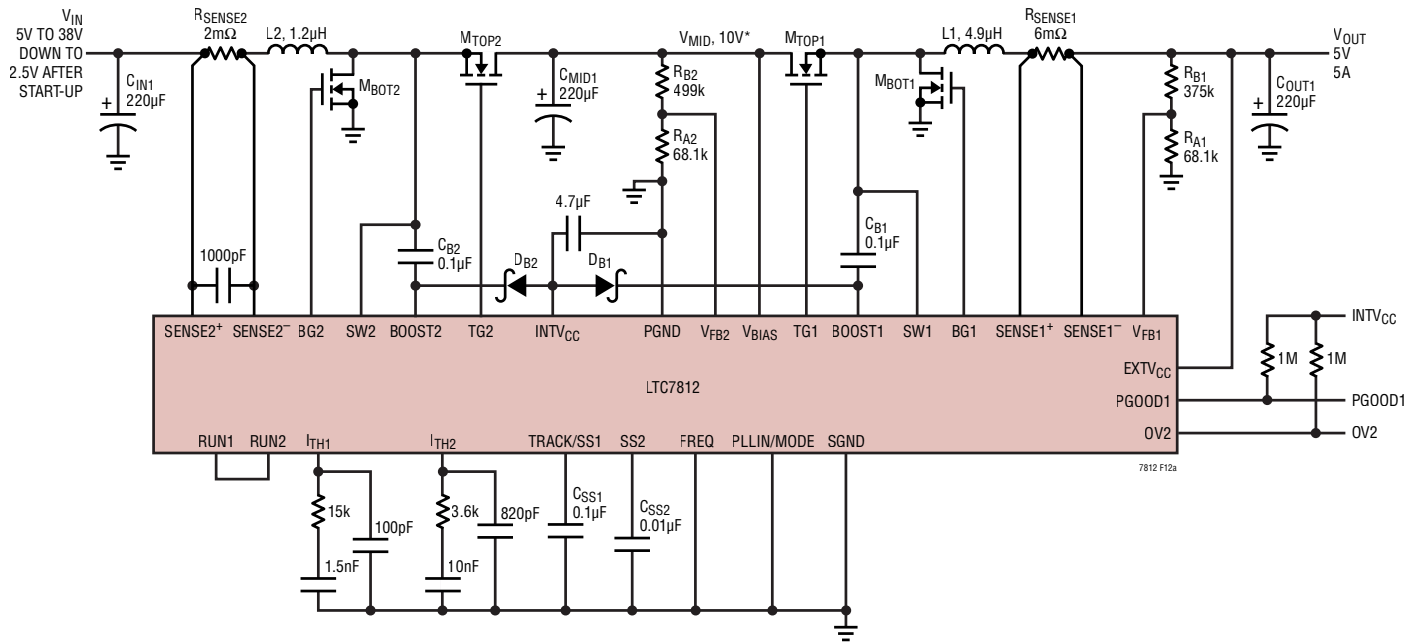 VIN
5V TO 38V
DOWN TO
2.5V AFTER
START-UP
RSENSE2
2mΩ
L2, 1.2µH
MTOP2
VMID, 10V*
MTOP1
L1, 4.9µH
RSENSE1
6mΩ
VOUT
5V
5A
+
CIN1
220µF
MBOT2
+
CMID1
220µF
RB2
499k
RA2
68.1k
MBOT1
RB1
375k
RA1
68.1k
+
COUT1
220µF
1000pF
CB2
0.1µF
DB2
4.7µF
DB1
CB1
0.1µF
SENSE2+
SENSE2–
BG2
SW2
BOOST2
TG2
INTVCC
PGND
VFB2
VBIAS
TG1
BOOST1
SW1
BG1
SENSE1+
SENSE1–
VFB1
LTC7812
EXTVCC
PGOOD1
OV2
INTVCC
1M
1M
PGOOD1
OV2
RUN1
RUN2
ITH1
ITH2
TRACK/SS1
SS2
FREQ
PLLIN/MODE
SGND
7812 F12a
15k
100pF
1.5nF
3.6k
820pF
10nF
CSS1
0.1µF
CSS2
0.01µF